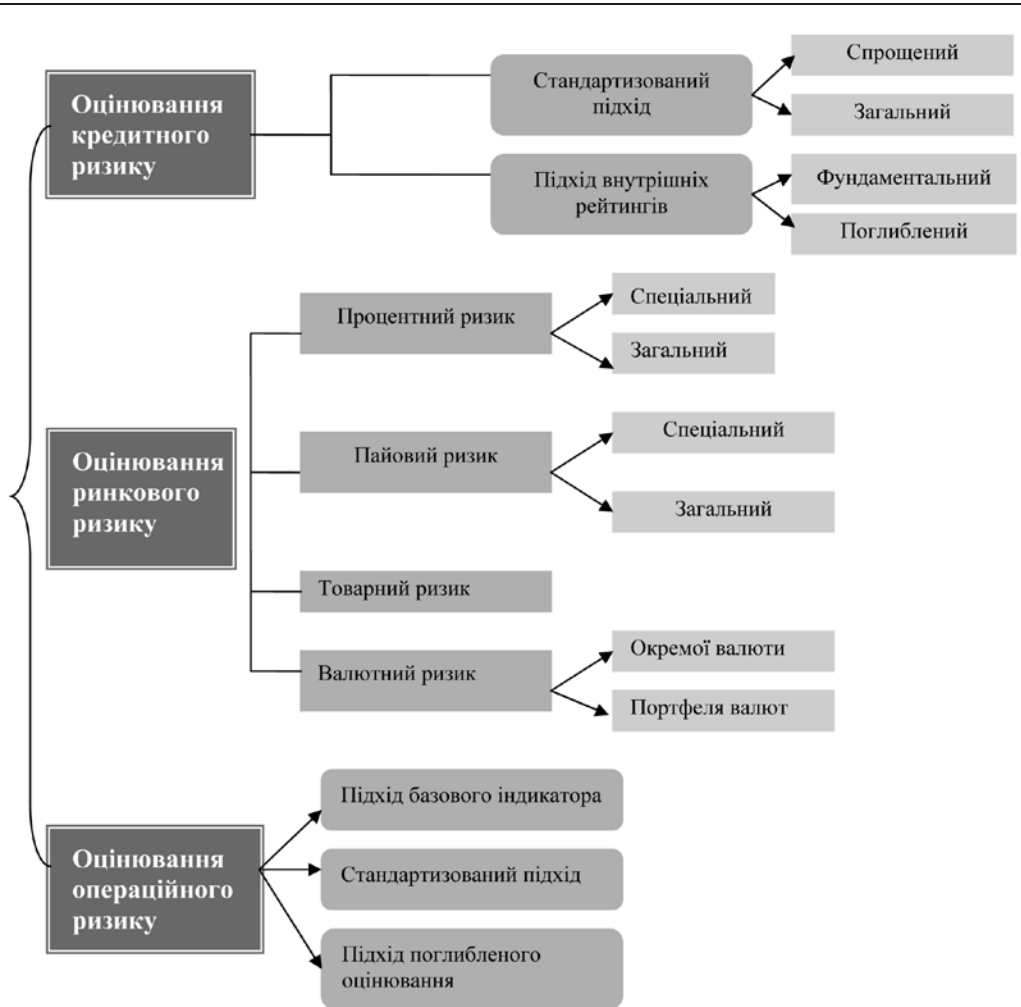 Оцінювання
кредитного
ризику
Стандартизований
підхід
Спрощений
Загальний
Підхід внутрішніх
рейтингів
Фундаментальний
Поглиблений
Оцінювання
ринкового
ризику
Процентний ризик
Спеціальний
Загальний
Пайовий ризик
Спеціальний
Загальний
Товарний ризик
Валютний ризик
Окремої валюти
Портфеля валют
Оцінювання
операційного
ризику
Підхід базового індикатора
Стандартизований підхід
Підхід поглибленого
оцінювання